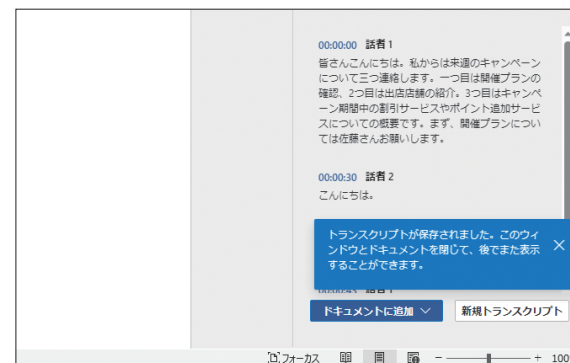 00:00:00 話者 1
皆さんこんにちは。私からは来週のキャンペーン
について三つ連絡します。一つ目は開催プランの
確認、2つ目は出店店舗の紹介。3つ目はキャンペ
ーン期間中の割引サービスやポイント追加サービ
スについての概要です。まず、開催プランについ
ては佐藤さんお願いします。
00:00:30 話者 2
こんにちは。
トランスクリプトが保存されました。このウィ
ンドウとドキュメントを閉じて、後でまた表示
することができます。
00:00:43 話者 1
ドキュメントに追加
新規トランスクリプト
フォーカス
100